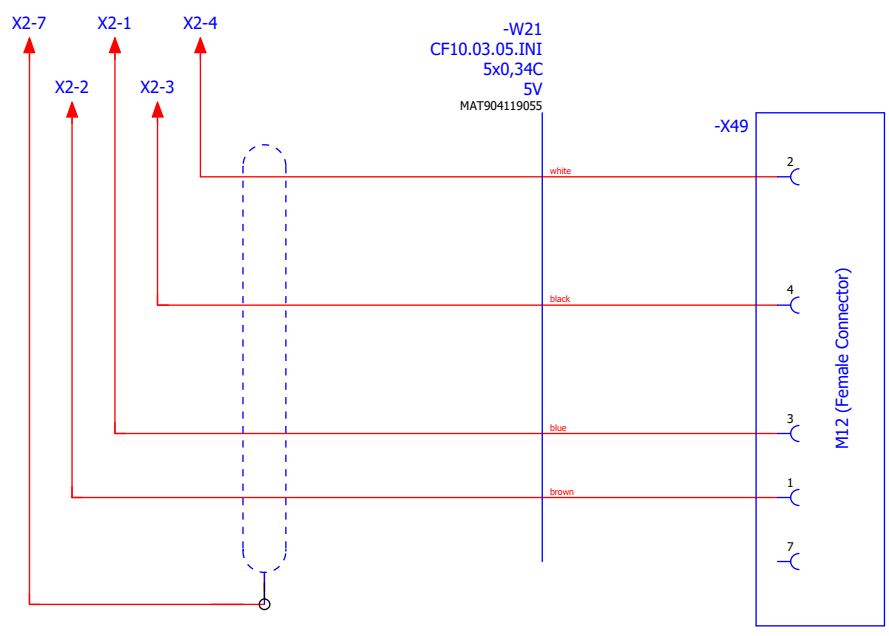 X2-7
X2-1
X2-4
X2-2
X2-3
-W21
CF10.03.05.INI
5x0,34C
5V
MAT904119055
-X49
white
2
black
4
blue
3
brown
1
7
M12 (Female Connector)